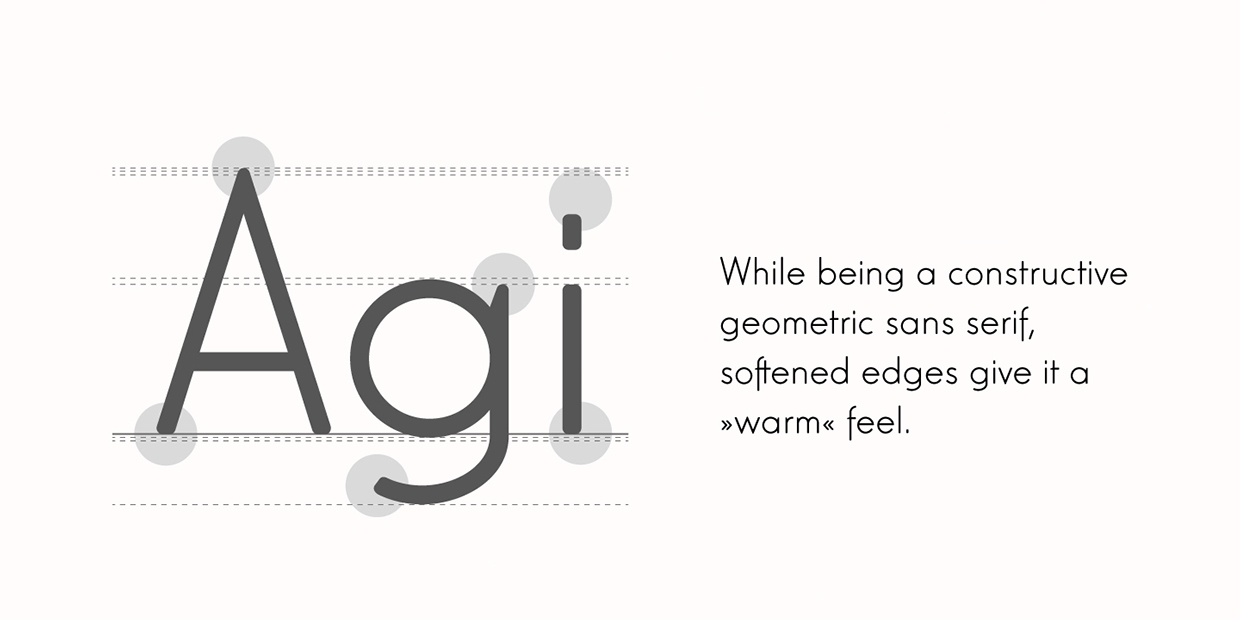 Agi
While being a constructive
geometric sans serif,
softened edges give it a
»warm« feel.